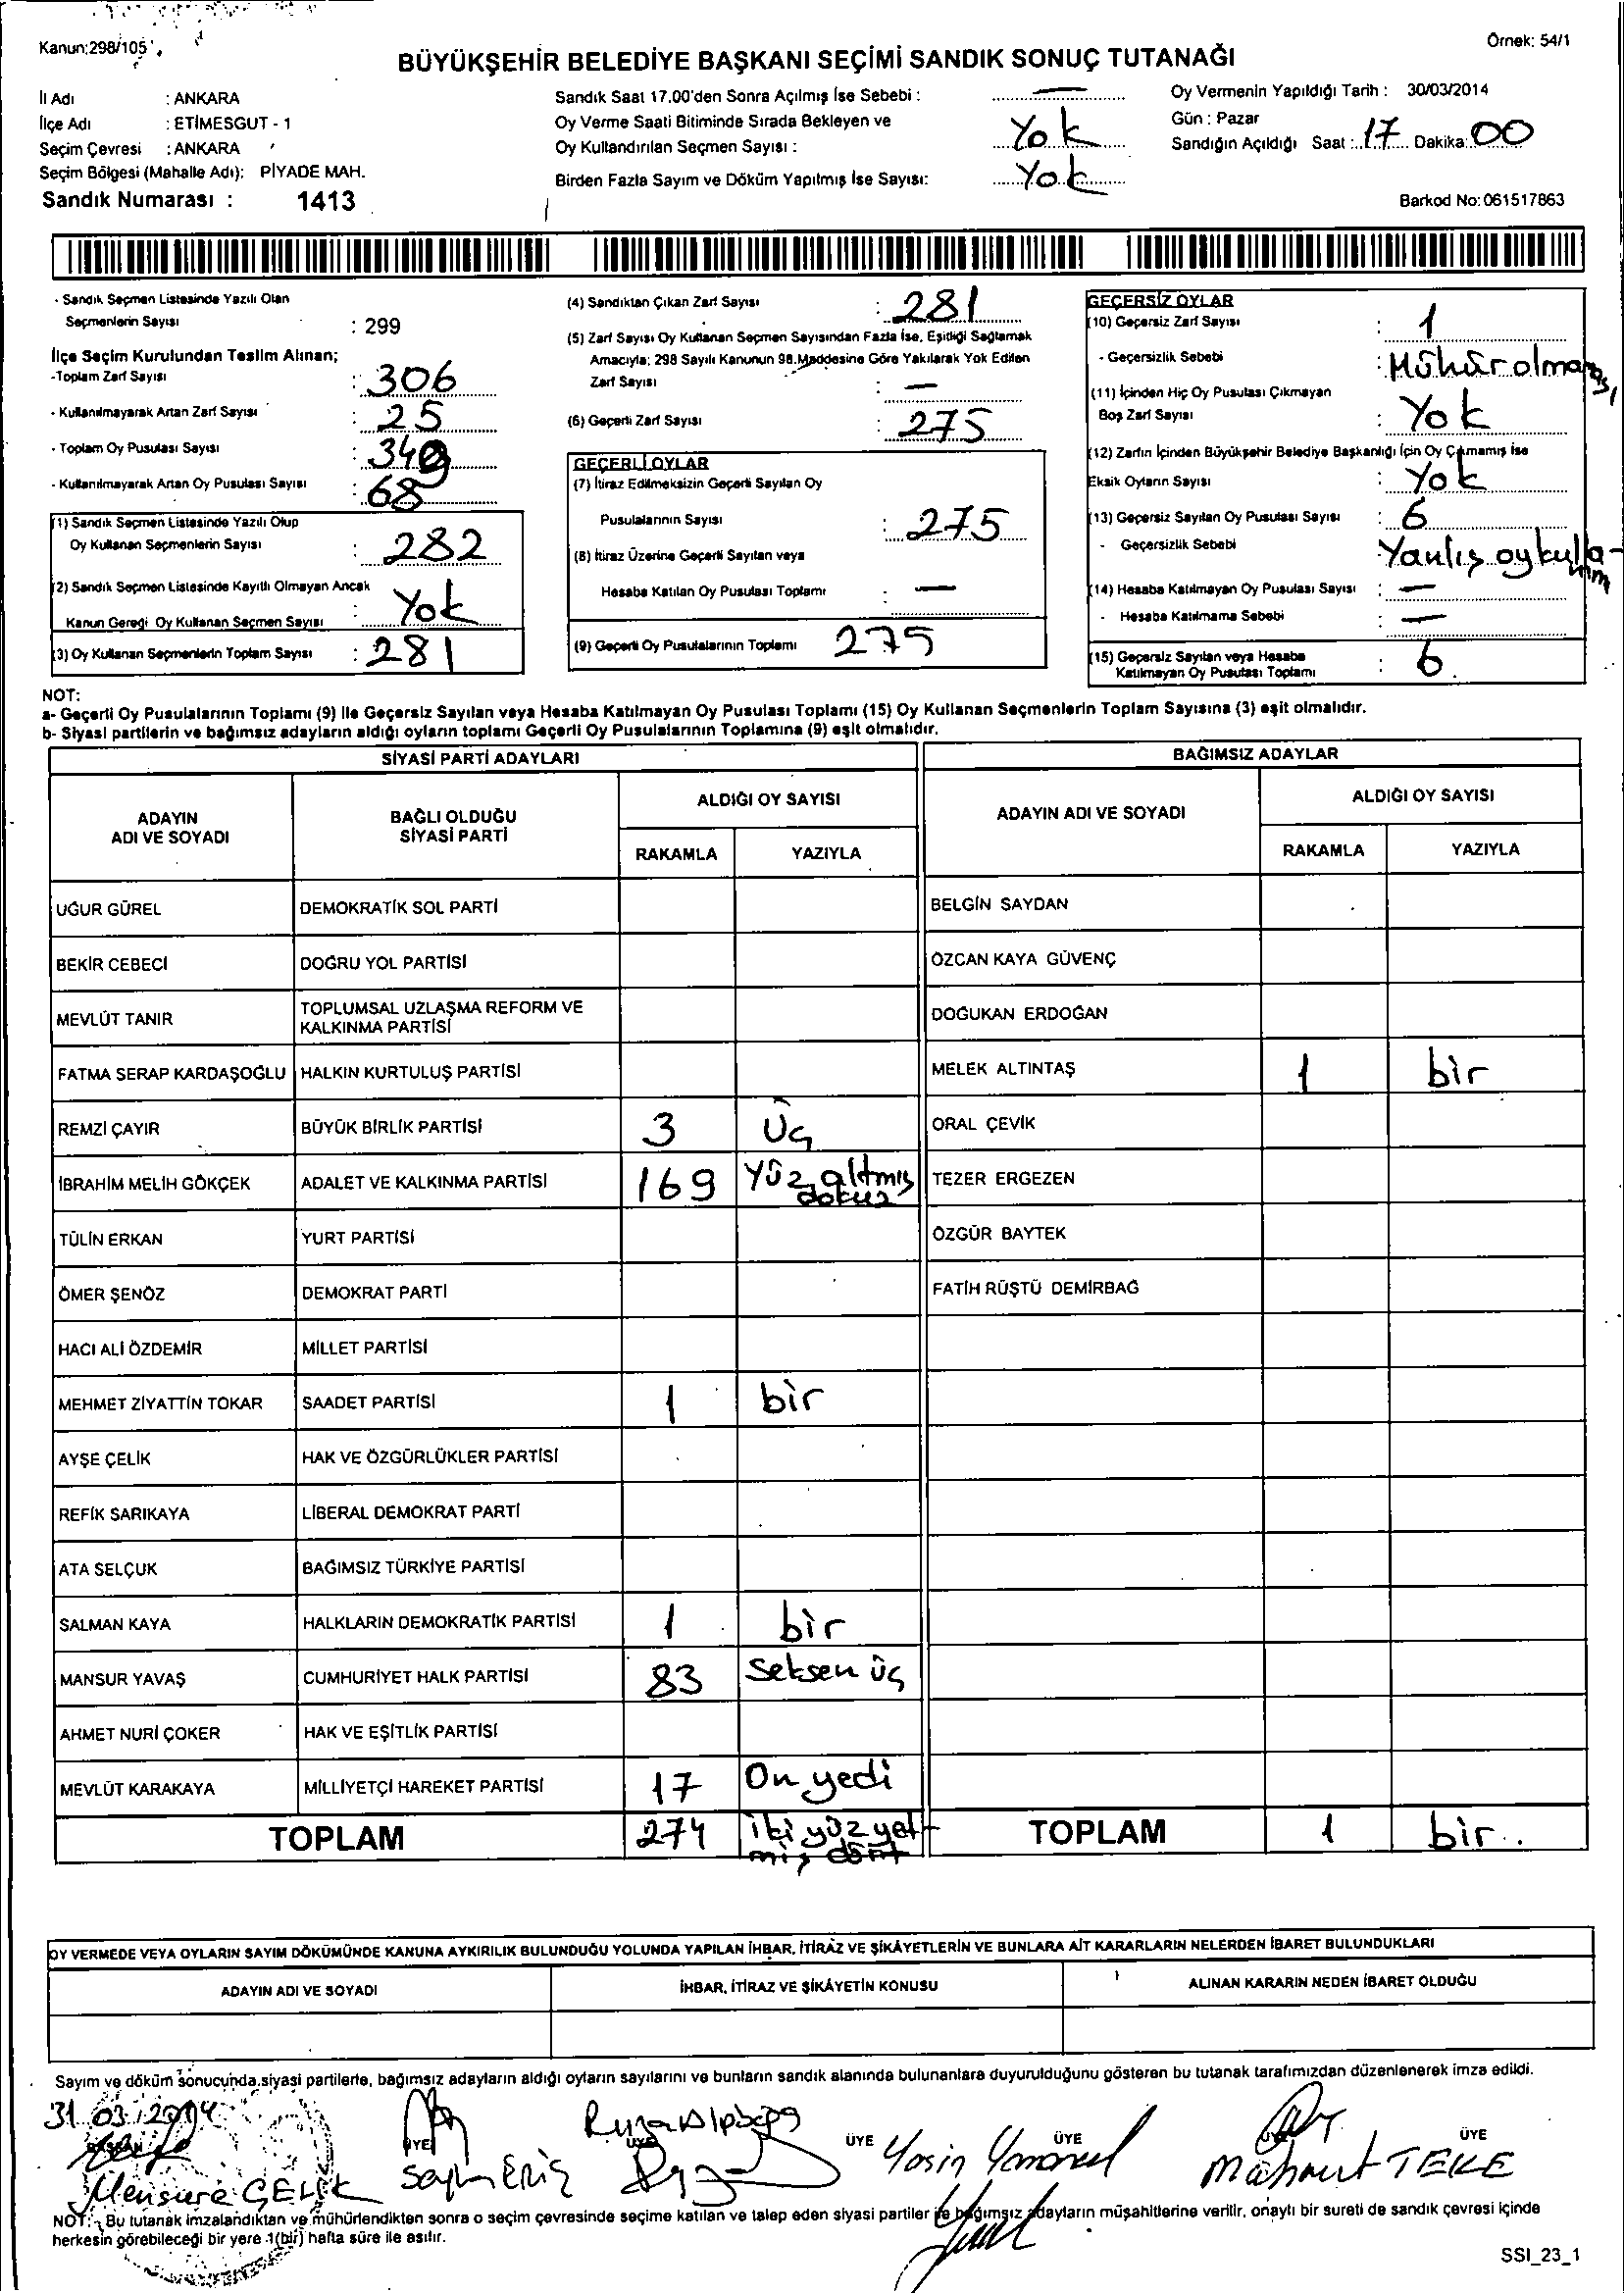 Kanun:298/105
Örnek: 54/1
BÜYÜKŞEHİR BELEDİYE BAŞKANI SEÇİMİ SANDIK SONUÇ TUTANAĞI
İl Adı : ANKARA
İlçe Adı : ETİMESGUT - 1
Seçim Çevresi : ANKARA
Seçim Bölgesi (Mahalle Adı): PİYADE MAH.
Sandık Numarası : 1413
Sandık Saat 17.00'den Sonra Açılmış İse Sebebi : —
Oy Verme Saati Bitiminde Sırada Bekleyen ve
Oy Kullandırılan Seçmen Sayısı : Yok
Birden Fazla Sayım ve Döküm Yapılmış İse Sayısı: Yok
Oy Vermenin Yapıldığı Tarih : 30/03/2014
Gün : Pazar
Sandığın Açıldığı Saat : 17 Dakika: 00
Barkod No: 061517863
- Sandık Seçmen Listesinde Yazılı Olan
Seçmenlerin Sayısı : 299
İlçe Seçim Kurulundan Teslim Alınan;
-Toplam Zarf Sayısı : 306
- Kullanılmayarak Artan Zarf Sayısı : 25
- Toplam Oy Pusulası Sayısı : 349
- Kullanılmayarak Artan Oy Pusulası Sayısı : 68
(1) Sandık Seçmen Listesinde Yazılı Olup
Oy Kullanan Seçmenlerin Sayısı : 282
(2) Sandık Seçmen Listesinde Kayıtlı Olmayan Ancak
Kanun Gereği Oy Kullanan Seçmen Sayısı : Yok
(3) Oy Kullanan Seçmenlerin Toplam Sayısı : 281
(4) Sandıktan Çıkan Zarf Sayısı : 281
(5) Zarf Sayısı Oy Kullanan Seçmen Sayısından Fazla İse, Eşitliği Sağlamak
Amacıyla; 298 Sayılı Kanunun 98.Maddesine Göre Yakılarak Yok Edilen
Zarf Sayısı : —
(6) Geçerli Zarf Sayısı : 275
GEÇERLİ OYLAR
(7) İtiraz Edilmeksizin Geçerli Sayılan Oy
Pusulalarının Sayısı : 275
(8) İtiraz Üzerine Geçerli Sayılan veya
Hesaba Katılan Oy Pusulası Toplamı : —
(9) Geçerli Oy Pusulalarının Toplamı 275
GEÇERSİZ OYLAR
(10) Geçersiz Zarf Sayısı : 1
- Geçersizlik Sebebi : Mühür olmaması
(11) İçinden Hiç Oy Pusulası Çıkmayan
Boş Zarf Sayısı : Yok
(12) Zarfın İçinden Büyükşehir Belediye Başkanlığı İçin Oy Çıkmamış İse
Eksik Oyların Sayısı : Yok
(13) Geçersiz Sayılan Oy Pusulası Sayısı : 6
- Geçersizlik Sebebi : Yanlış oy kulla-
nım
(14) Hesaba Katılmayan Oy Pusulası Sayısı : —
- Hesaba Katılmama Sebebi : —
(15) Geçersiz Sayılan veya Hesaba
Katılmayan Oy Pusulası Toplamı : 6
NOT:
a- Geçerli Oy Pusulalarının Toplamı (9) İle Geçersiz Sayılan veya Hesaba Katılmayan Oy Pusulası Toplamı (15) Oy Kullanan Seçmenlerin Toplam Sayısına (3) eşit olmalıdır.
b- Siyasi partilerin ve bağımsız adayların aldığı oyların toplamı Geçerli Oy Pusulalarının Toplamına (9) eşit olmalıdır.
SİYASİ PARTİ ADAYLARI
ADAYIN ADI VE SOYADI
BAĞLI OLDUĞU SİYASİ PARTİ
ALDIĞI OY SAYISI
RAKAMLA YAZIYLA
UĞUR GÜREL DEMOKRATİK SOL PARTİ
BEKİR CEBECİ DOĞRU YOL PARTİSİ
MEVLÜT TANIR TOPLUMSAL UZLAŞMA REFORM VE
KALKINMA PARTİSİ
FATMA SERAP KARDAŞOĞLU HALKIN KURTULUŞ PARTİSİ
REMZİ ÇAYIR BÜYÜK BİRLİK PARTİSİ 3 Üç
İBRAHİM MELİH GÖKÇEK ADALET VE KALKINMA PARTİSİ 169 Yüz altmış
dokuz
TÜLİN ERKAN YURT PARTİSİ
ÖMER ŞENÖZ DEMOKRAT PARTİ
HACI ALİ ÖZDEMİR MİLLET PARTİSİ
MEHMET ZİYATTİN TOKAR SAADET PARTİSİ 1 bir
AYŞE ÇELİK HAK VE ÖZGÜRLÜKLER PARTİSİ
REFİK SARIKAYA LİBERAL DEMOKRAT PARTİ
ATA SELÇUK BAĞIMSIZ TÜRKİYE PARTİSİ
SALMAN KAYA HALKLARIN DEMOKRATİK PARTİSİ 1 bir
MANSUR YAVAŞ CUMHURİYET HALK PARTİSİ 83 Seksen üç
AHMET NURİ ÇOKER HAK VE EŞİTLİK PARTİSİ
MEVLÜT KARAKAYA MİLLİYETÇİ HAREKET PARTİSİ 17 On yedi
TOPLAM 274 iki yüz yet-
miş dört
BAĞIMSIZ ADAYLAR
ADAYIN ADI VE SOYADI
ALDIĞI OY SAYISI
RAKAMLA YAZIYLA
BELGİN SAYDAN
ÖZCAN KAYA GÜVENÇ
DOĞUKAN ERDOĞAN
MELEK ALTINTAŞ 1 bir
ORAL ÇEVİK
TEZER ERGEZEN
ÖZGÜR BAYTEK
FATİH RÜŞTÜ DEMİRBAĞ
TOPLAM 1 bir
OY VERMEDE VEYA OYLARIN SAYIM DÖKÜMÜNDE KANUNA AYKIRILIK BULUNDUĞU YOLUNDA YAPILAN İHBAR, İTİRAZ VE ŞİKÂYETLERİN VE BUNLARA AİT KARARLARIN NELERDEN İBARET BULUNDUKLARI
ADAYIN ADI VE SOYADI İHBAR, İTİRAZ VE ŞİKÂYETİN KONUSU ALINAN KARARIN NEDEN İBARET OLDUĞU
Sayım ve döküm sonucunda,siyasi partilerle, bağımsız adayların aldığı oyların sayılarını ve bunların sandık alanında bulunanlara duyurulduğunu gösteren bu tutanak tarafımızdan düzenlenerek imza edildi.
31 03 / 2014
BAŞKAN ÜYE ÜYE ÜYE ÜYE ÜYE ÜYE
Mensure ÇELİK Yasin Mahmut TEKE
NOT: Bu tutanak imzalandıktan ve mühürlendikten sonra o seçim çevresinde seçime katılan ve talep eden siyasi partiler ile bağımsız adayların müşahitlerine verilir, onaylı bir sureti de sandık çevresi içinde
herkesin görebileceği bir yere 1(bir) hafta süre ile asılır.
SSI_23_1